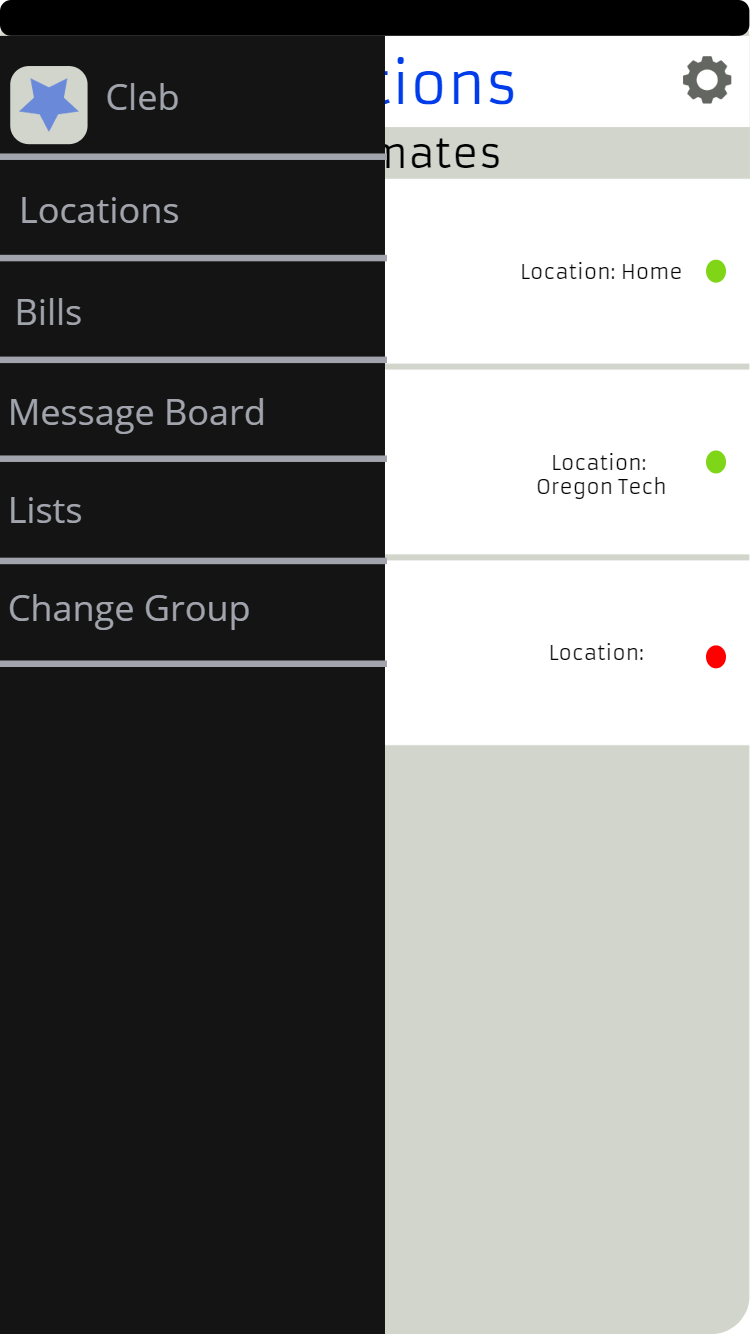 Cleb
tions
mates
Locations
Location: Home
Bills
Message Board
Location:
Oregon Tech
Lists
Change Group
Location: